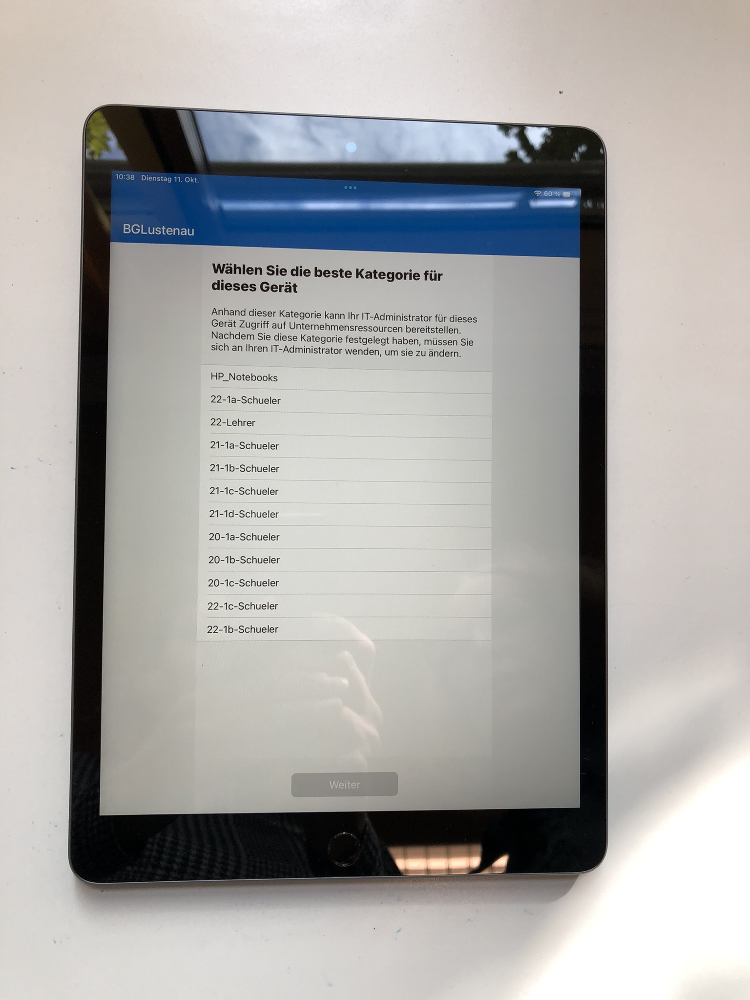 10:38 Dienstag 11. Okt.
60 %
BGLustenau
Wählen Sie die beste Kategorie für
dieses Gerät
Anhand dieser Kategorie kann Ihr IT-Administrator für dieses
Gerät Zugriff auf Unternehmensressourcen bereitstellen.
Nachdem Sie diese Kategorie festgelegt haben, müssen Sie
sich an Ihren IT-Administrator wenden, um sie zu ändern.
HP_Notebooks
22-1a-Schueler
22-Lehrer
21-1a-Schueler
21-1b-Schueler
21-1c-Schueler
21-1d-Schueler
20-1a-Schueler
20-1b-Schueler
20-1c-Schueler
22-1c-Schueler
22-1b-Schueler
Weiter